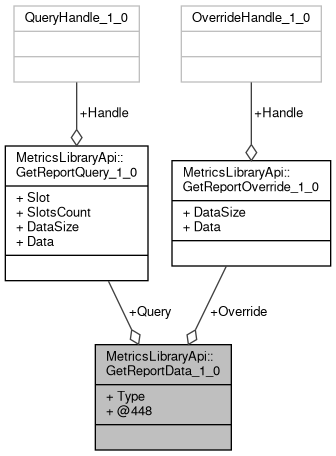 QueryHandle_1_0
OverrideHandle_1_0
+Handle
+Handle
MetricsLibraryApi::
GetReportQuery_1_0
+ Slot
+ SlotsCount
+ DataSize
+ Data
MetricsLibraryApi::
GetReportOverride_1_0
+ DataSize
+ Data
+Query
+Override
MetricsLibraryApi::
GetReportData_1_0
+ Type
+ @448